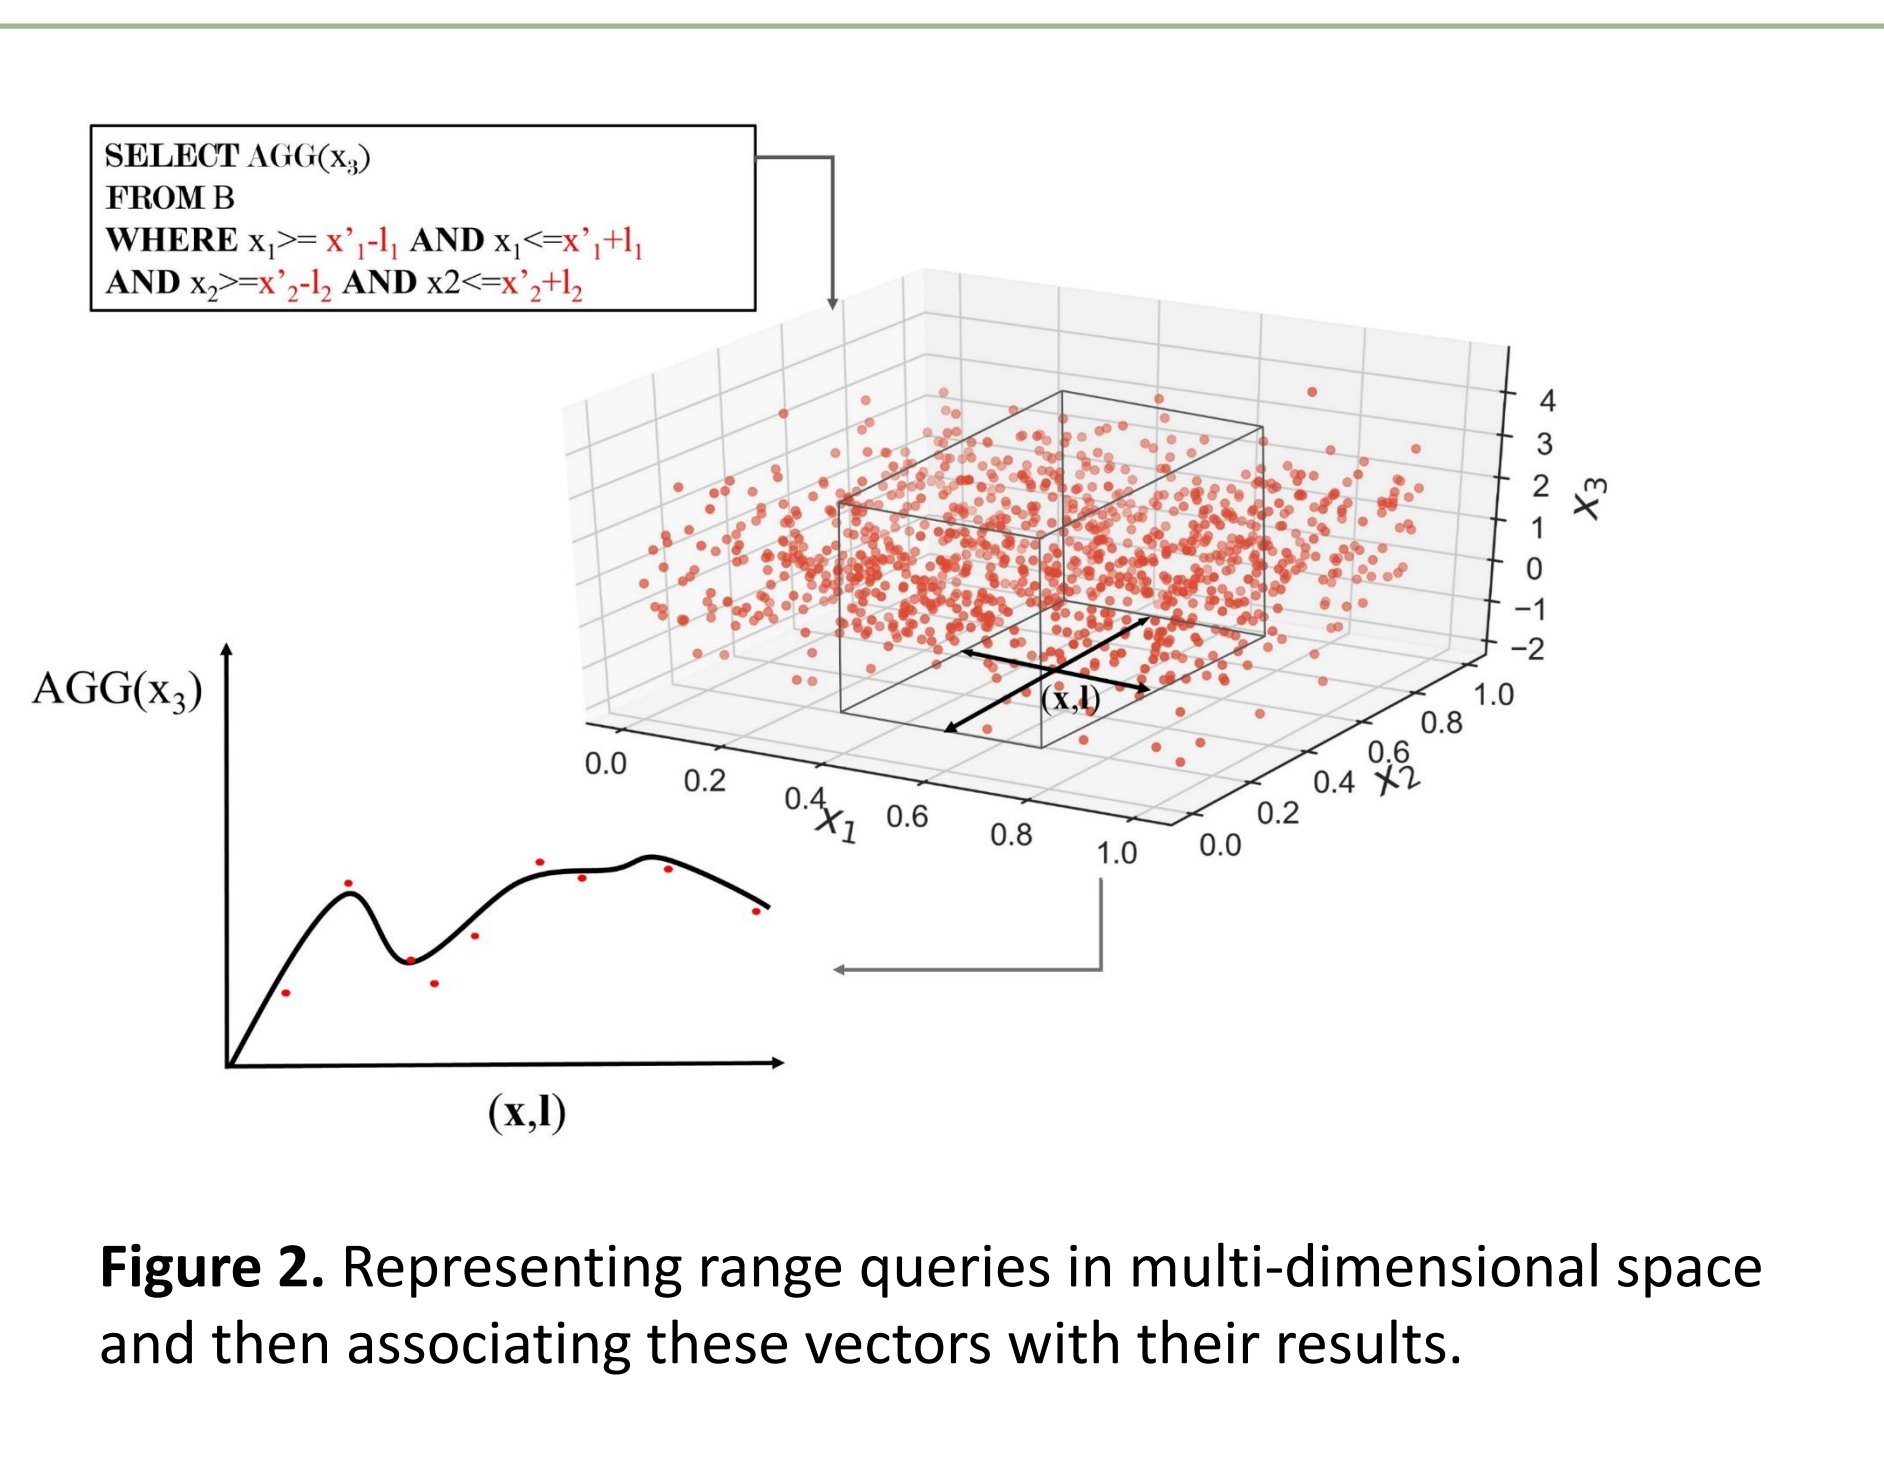 SELECT AGG(x₃)
FROM B
WHERE x₁>= x’₁-l₁ AND x₁<=x’₁+l₁
AND x₂>=x’₂-l₂ AND x2<=x’₂+l₂
4
3
2
1
0
−1
−2
x₃
(x,l)
0.0
0.2
0.4
0.6
0.8
1.0
x₁
0.0
0.2
0.4
0.6
0.8
1.0
x₂
AGG(x₃)
(x,l)
Figure 2. Representing range queries in multi-dimensional space
and then associating these vectors with their results.